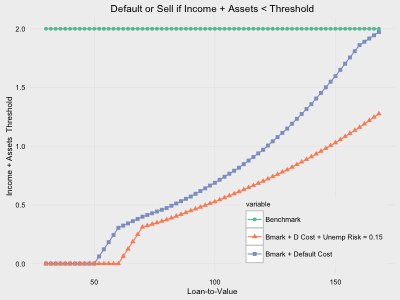 Default or Sell if Income + Assets < Threshold
2.0
1.5
1.0
0.5
0.0
Income + Assets Threshold
50
100
150
Loan-to-Value
variable
Benchmark
Bmark + D Cost + Unemp Risk = 0.15
Bmark + Default Cost